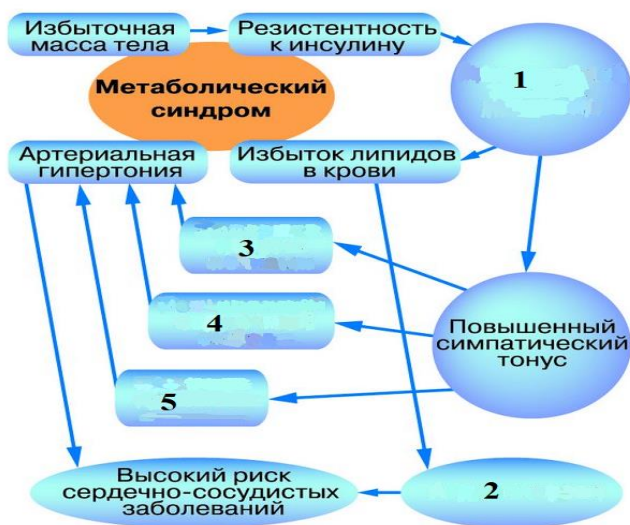 Избыточная
масса тела
Резистентность
к инсулину
1
Метаболический
синдром
Артериальная
гипертония
Избыток липидов
в крови
3
4
Повышенный
симпатический
тонус
5
Высокий риск
сердечно-сосудистых
заболеваний
2